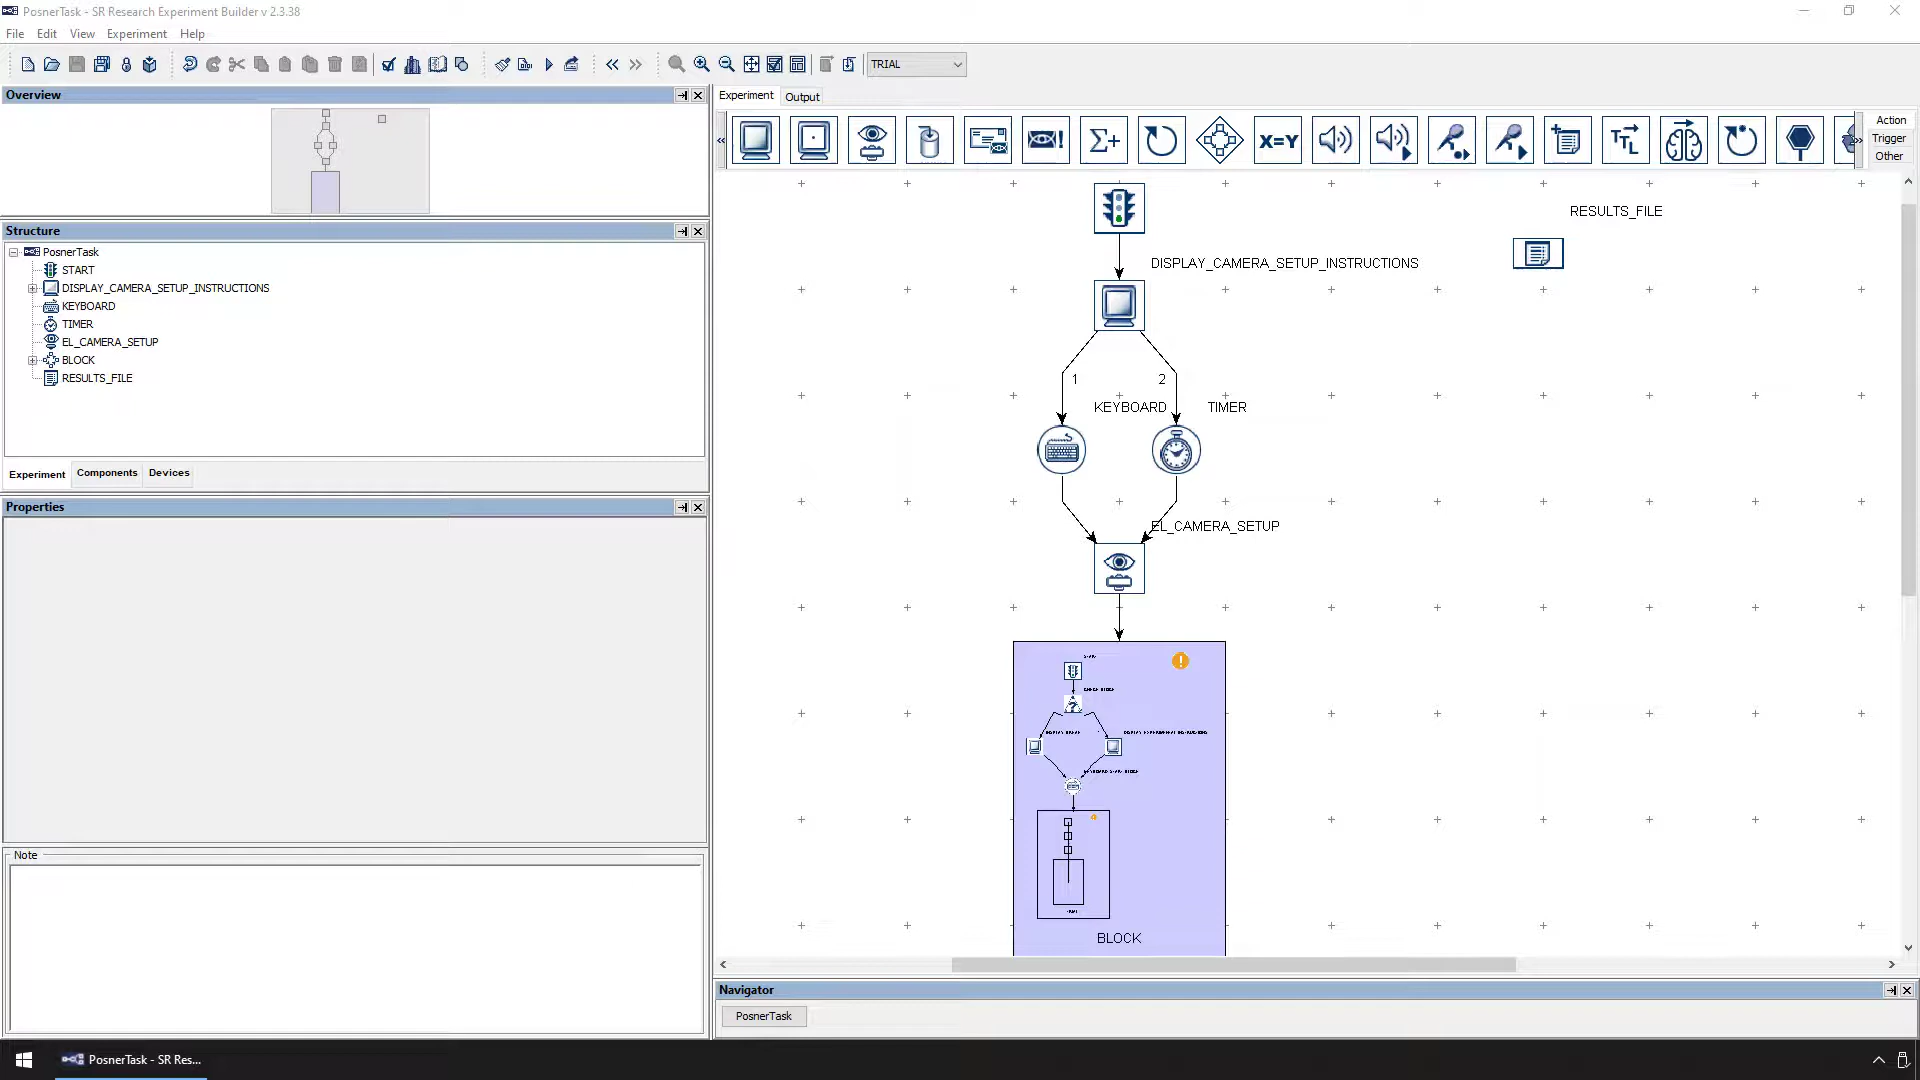 PosnerTask - SR Research Experiment Builder v 2.3.38
File Edit View Experiment Help
TRIAL
Overview
Structure
PosnerTask
START
DISPLAY_CAMERA_SETUP_INSTRUCTIONS
KEYBOARD
TIMER
EL_CAMERA_SETUP
BLOCK
RESULTS_FILE
Experiment Components Devices
Properties
Note
Experiment Output
X=Y
Σ+
TTL
Action
Trigger
Other
RESULTS_FILE
DISPLAY_CAMERA_SETUP_INSTRUCTIONS
1
2
KEYBOARD
TIMER
EL_CAMERA_SETUP
BLOCK
Navigator
PosnerTask
PosnerTask - SR Res...